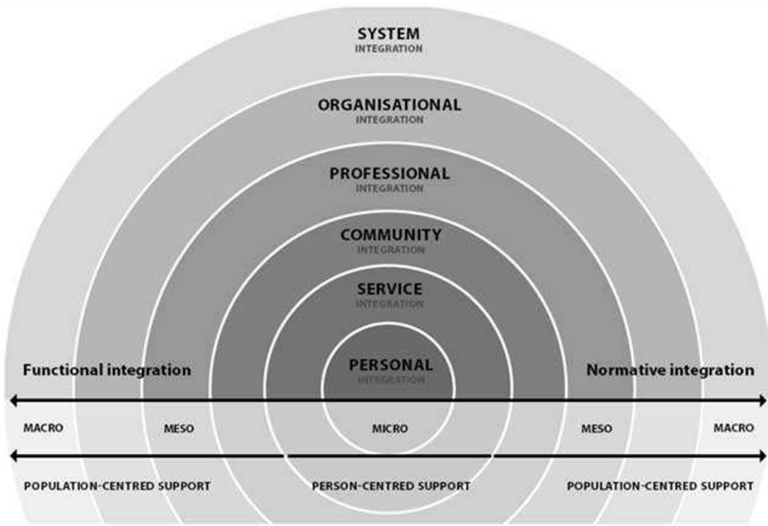 SYSTEM
INTEGRATION
ORGANISATIONAL
INTEGRATION
PROFESSIONAL
INTEGRATION
COMMUNITY
INTEGRATION
SERVICE
INTEGRATION
PERSONAL
INTEGRATION
Functional integration Normative integration
MACRO MESO MICRO MESO MACRO
POPULATION-CENTRED SUPPORT PERSON-CENTRED SUPPORT POPULATION-CENTRED SUPPORT